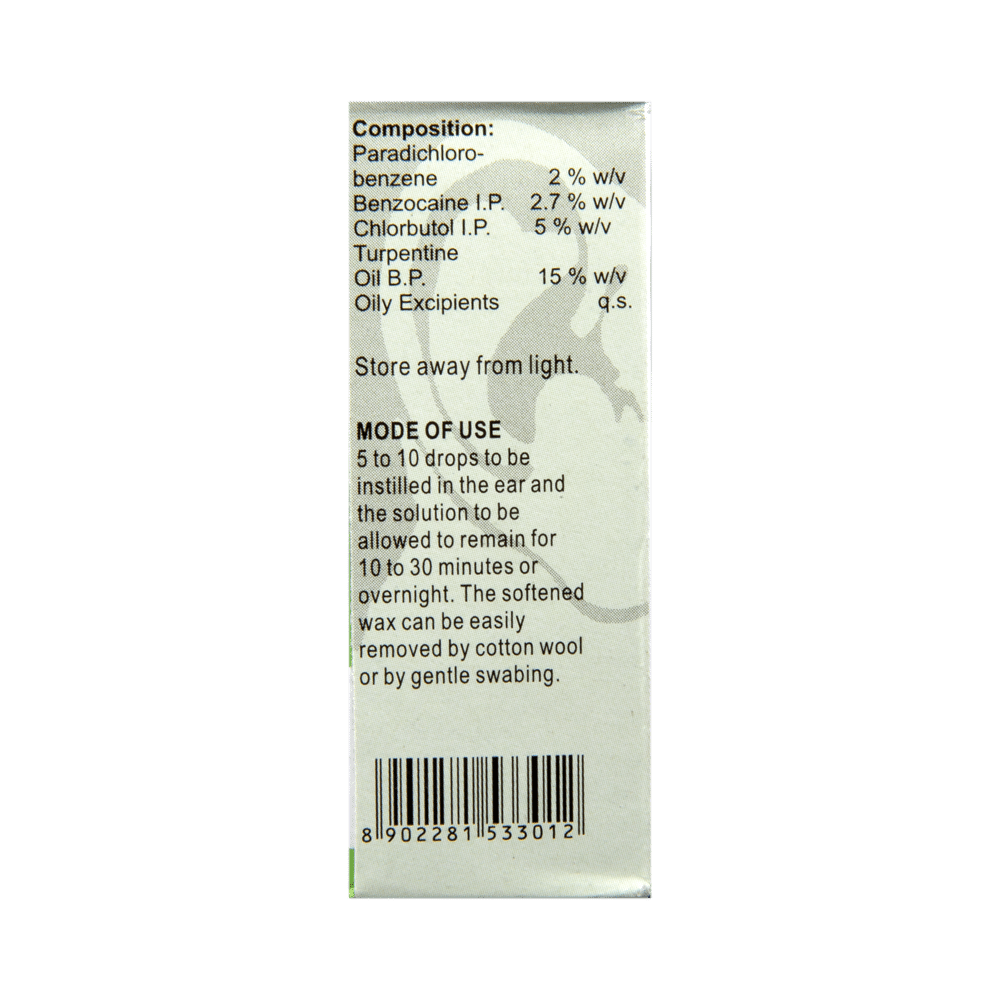 Composition:
Paradichloro-
benzene 2 % w/v
Benzocaine I.P. 2.7 % w/v
Chlorbutol I.P. 5 % w/v
Turpentine
Oil B.P. 15 % w/v
Oily Excipients q.s.
Store away from light.
MODE OF USE
5 to 10 drops to be
instilled in the ear and
the solution to be
allowed to remain for
10 to 30 minutes or
overnight. The softened
wax can be easily
removed by cotton wool
or by gentle swabing.
8 902281 533012